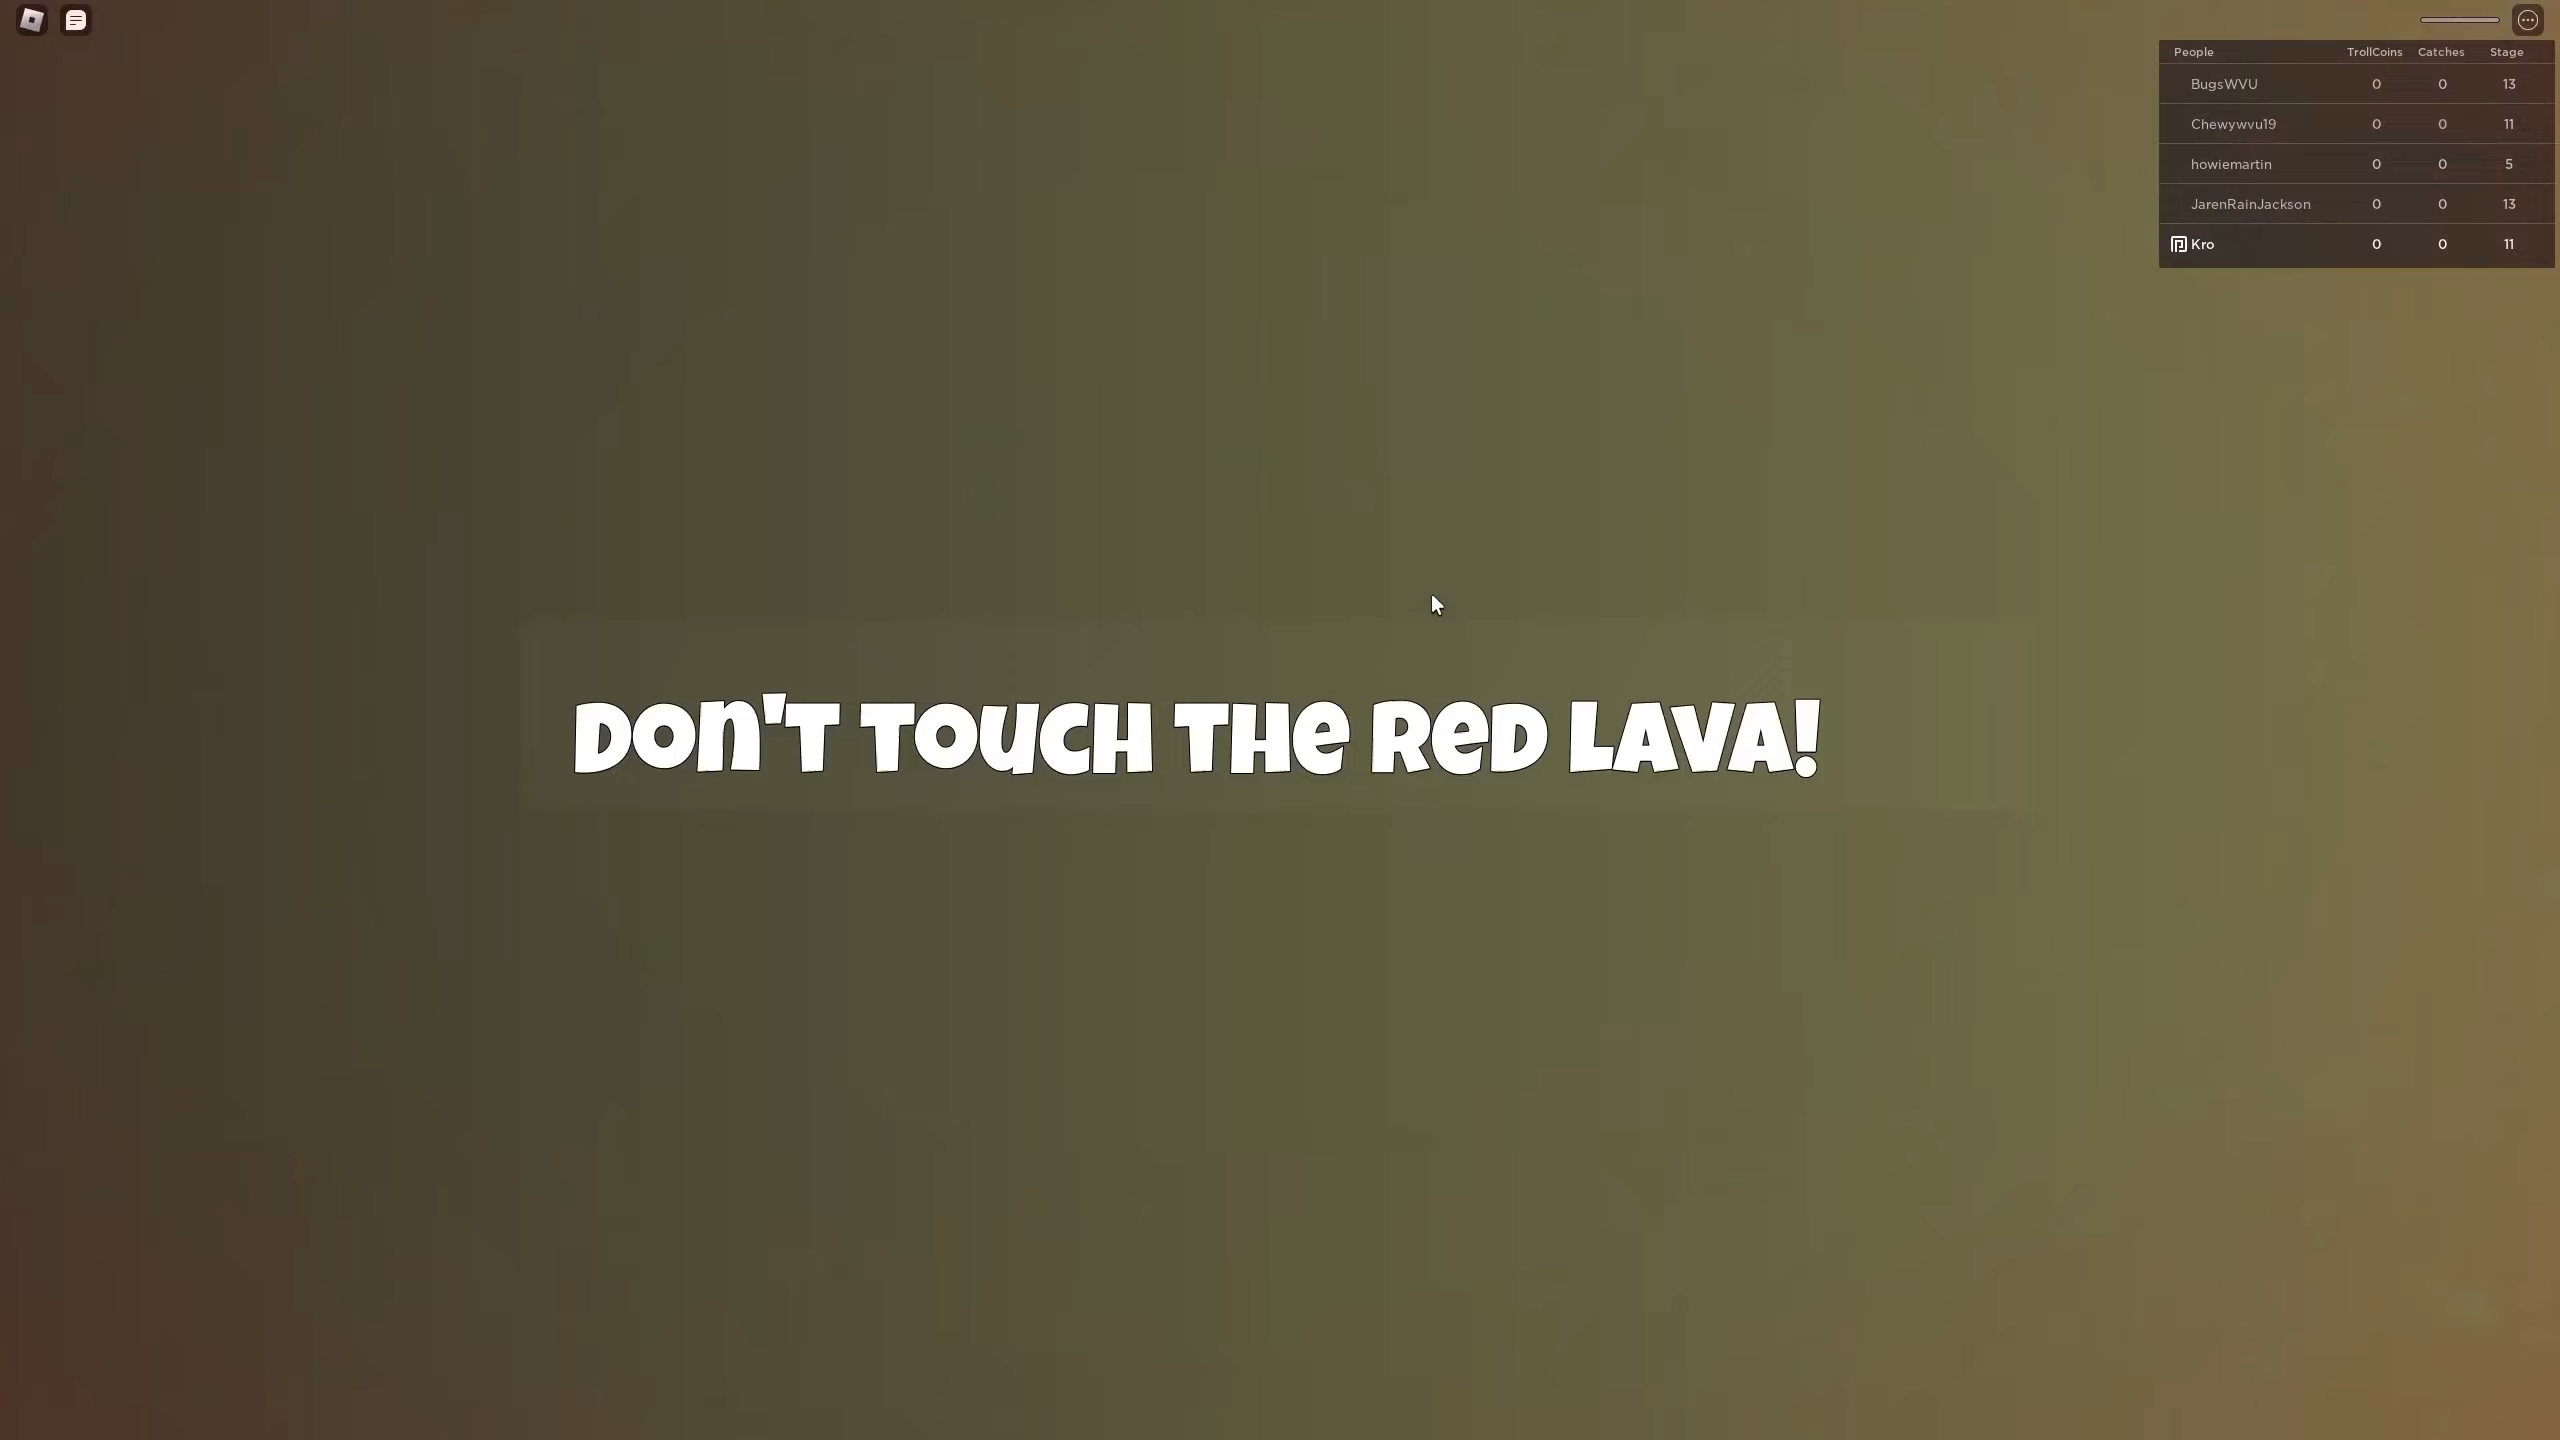 People TrollCoins Catches Stage
BugsWVU 0 0 13
Chewywvu19 0 0 11
howiemartin 0 0 5
JarenRainJackson 0 0 13
Kro 0 0 11
Don't touch the red lava!